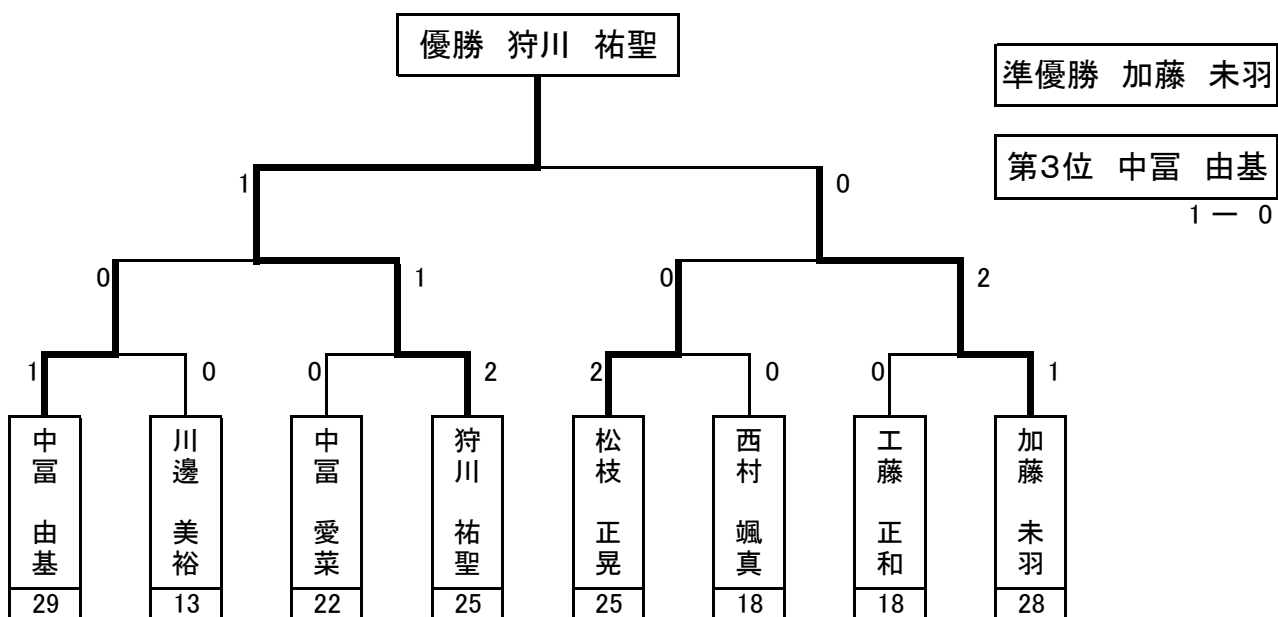 優勝 狩川 祐聖
準優勝 加藤 未羽
第3位 中冨 由基
1 ー 0
1
0
0
1
0
2
1
0
0
2
2
0
0
1
中冨 由基
川邊 美裕
中冨 愛菜
狩川 祐聖
松枝 正晃
西村 颯真
工藤 正和
加藤 未羽
29
13
22
25
25
18
18
28